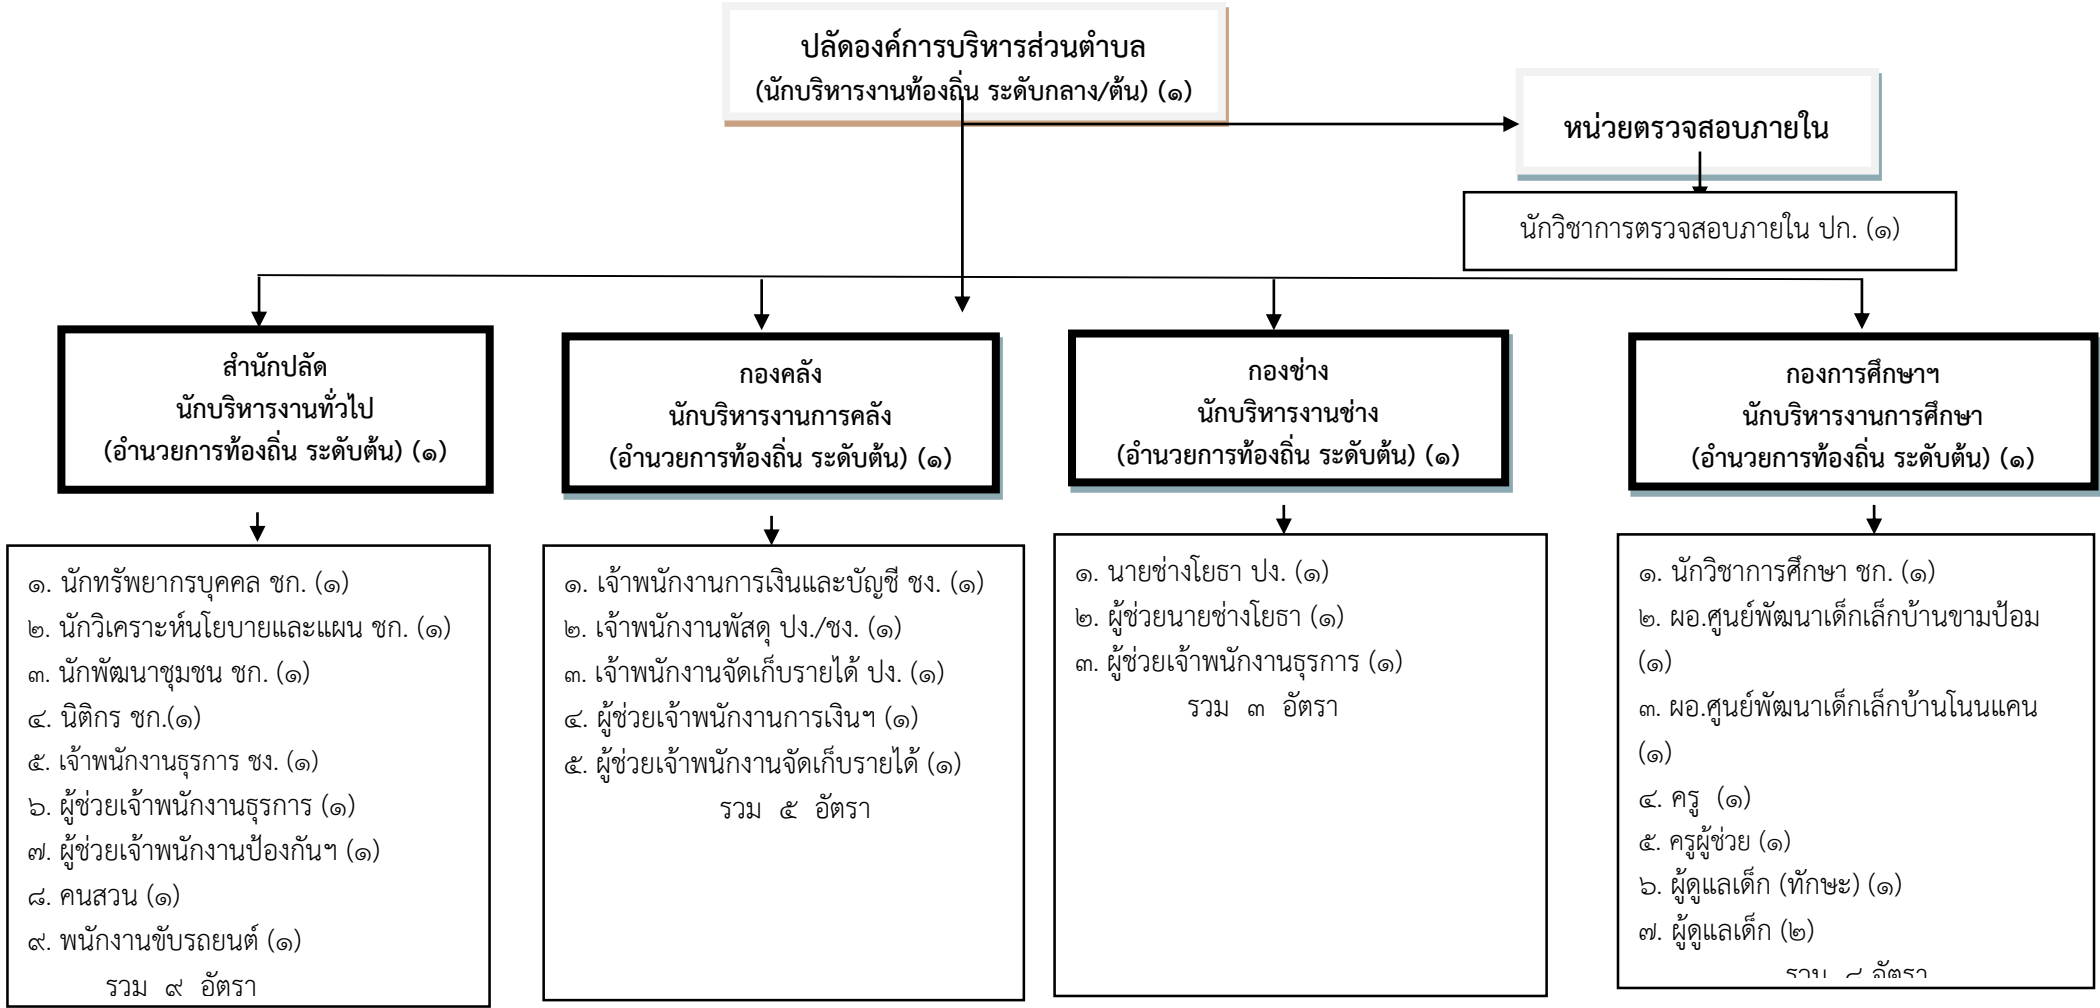 ปลัดองค์การบริหารส่วนตำบล
(นักบริหารงานท้องถิ่น ระดับกลาง/ต้น) (๑)
หน่วยตรวจสอบภายใน
นักวิชาการตรวจสอบภายใน ปก. (๑)
สำนักปลัด
นักบริหารงานทั่วไป
(อำนวยการท้องถิ่น ระดับต้น) (๑)
กองคลัง
นักบริหารงานการคลัง
(อำนวยการท้องถิ่น ระดับต้น) (๑)
กองช่าง
นักบริหารงานช่าง
(อำนวยการท้องถิ่น ระดับต้น) (๑)
กองการศึกษาฯ
นักบริหารงานการศึกษา
(อำนวยการท้องถิ่น ระดับต้น) (๑)
๑. นักทรัพยากรบุคคล ชก. (๑)
๒. นักวิเคราะห์นโยบายและแผน ชก. (๑)
๓. นักพัฒนาชุมชน ชก. (๑)
๔. นิติกร ชก.(๑)
๕. เจ้าพนักงานธุรการ ชง. (๑)
๖. ผู้ช่วยเจ้าพนักงานธุรการ (๑)
๗. ผู้ช่วยเจ้าพนักงานป้องกันฯ (๑)
๘. คนสวน (๑)
๙. พนักงานขับรถยนต์ (๑)
รวม ๙ อัตรา
๑. เจ้าพนักงานการเงินและบัญชี ชง. (๑)
๒. เจ้าพนักงานพัสดุ ปง./ชง. (๑)
๓. เจ้าพนักงานจัดเก็บรายได้ ปง. (๑)
๔. ผู้ช่วยเจ้าพนักงานการเงินฯ (๑)
๕. ผู้ช่วยเจ้าพนักงานจัดเก็บรายได้ (๑)
รวม ๕ อัตรา
๑. นายช่างโยธา ปง. (๑)
๒. ผู้ช่วยนายช่างโยธา (๑)
๓. ผู้ช่วยเจ้าพนักงานธุรการ (๑)
รวม ๓ อัตรา
๑. นักวิชาการศึกษา ชก. (๑)
๒. ผอ.ศูนย์พัฒนาเด็กเล็กบ้านขามป้อม
(๑)
๓. ผอ.ศูนย์พัฒนาเด็กเล็กบ้านโนนแคน
(๑)
๔. ครู (๑)
๕. ครูผู้ช่วย (๑)
๖. ผู้ดูแลเด็ก (ทักษะ) (๑)
๗. ผู้ดูแลเด็ก (๒)
รวม ๘ อัตรา